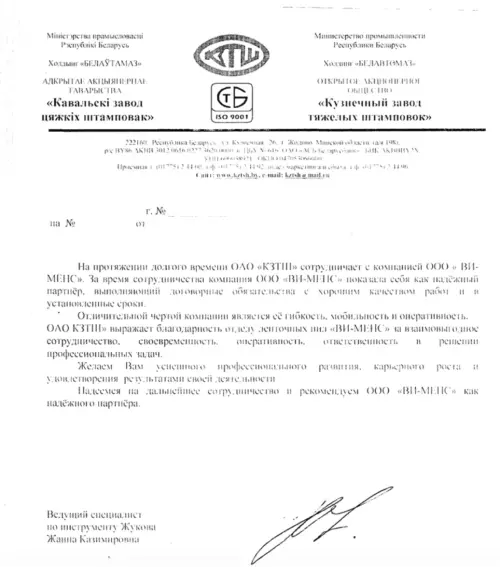 Міністэрства прамысловасці
Рэспублікі Беларусь
Холдынг «БЕЛАЎТАМАЗ»
АДКРЫТАЕ АКЦЫЯНЕРНАЕ
ТАВАРЫСТВА
«Кавальскі завод
цяжкіх штамповак»
КТШ
СТБ
ISO 9001
Министерство промышленности
Республики Беларусь
Холдинг «БЕЛАВТОМАЗ»
ОТКРЫТОЕ АКЦИОНЕРНОЕ
ОБЩЕСТВО
«Кузнечный завод
тяжелых штамповок»
222160, Республика Беларусь, ул. Кузнечная, 26, г. Жодино, Минской области
Сайт: www.kztsh.by, e-mail: kztsh@mail.ru
г. №
на № от
На протяжении долгого времени ОАО «КЗТШ» сотрудничает с компанией ООО « ВИ-
МЕНС». За время сотрудничества компания ООО «ВИ-МЕНС» показала себя как надёжный
партнёр, выполняющий договорные обязательства с хорошим качеством работ и в
установленные сроки.
Отличительной чертой компании является её гибкость, мобильность и оперативность.
ОАО КЗТШ» выражает благодарность отделу ленточных пил «ВИ-МЕНС» за взаимовыгодное
сотрудничество, своевременность, оперативность, ответственность в решении
профессиональных задач.
Желаем Вам успешного профессионального развития, карьерного роста и
удовлетворения результатами своей деятельности
Надеемся на дальнейшее сотрудничество и рекомендуем ООО «ВИ-МЕНС» как
надёжного партнёра.
Ведущий специалист
по инструменту Жукова
Жанна Казимировна